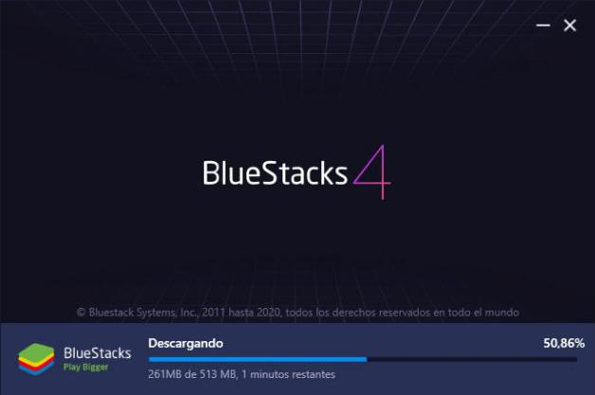 BlueStacks 4
© Bluestack Systems, Inc., 2011 hasta 2020, todos los derechos reservados en todo el mundo
BlueStacks
Play Bigger
Descargando
50,86%
261MB de 513 MB, 1 minutos restantes